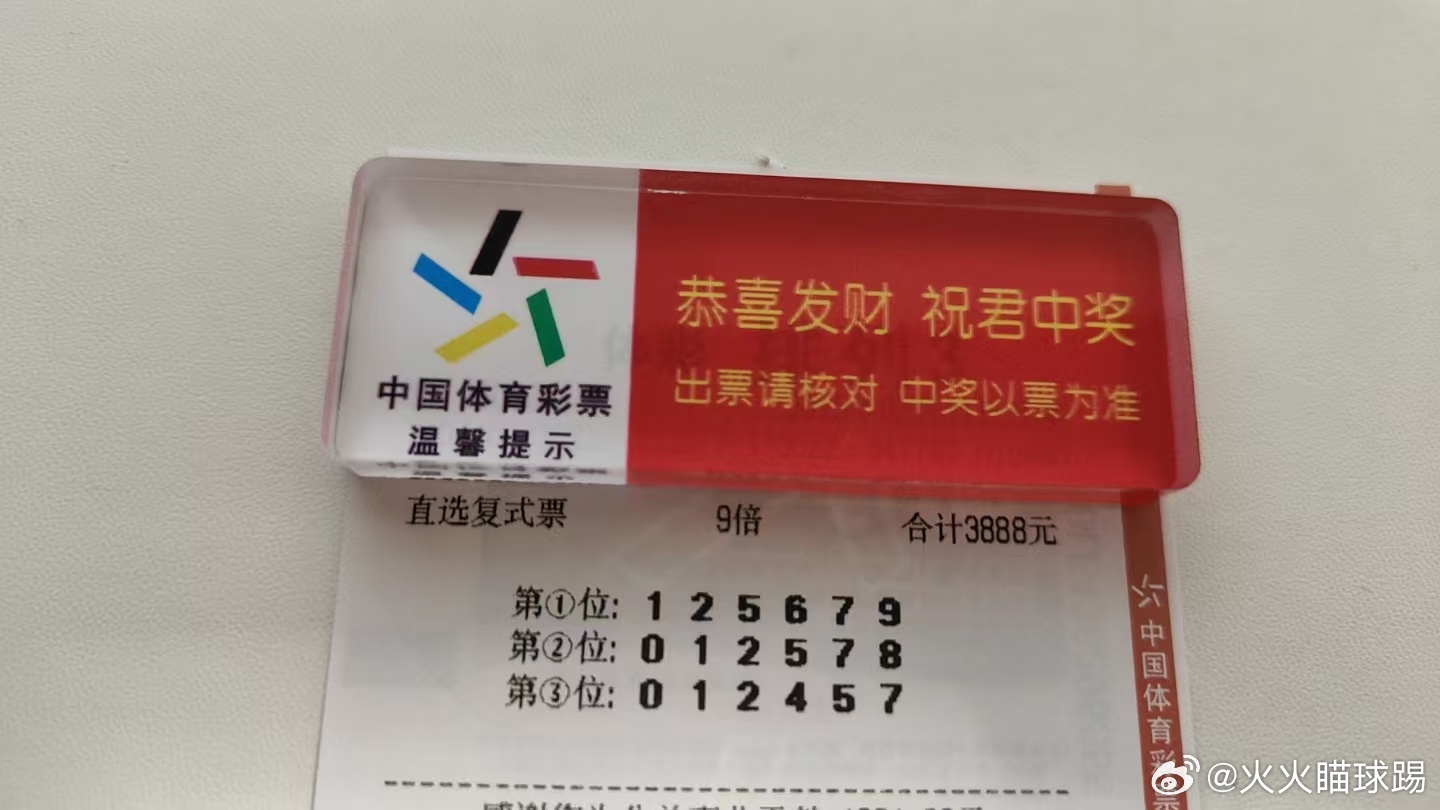 恭喜发财 祝君中奖
出票请核对 中奖以票为准
中国体育彩票
温馨提示
直选复式票 9倍 合计3888元
第①位: 1 2 5 6 7 9
第②位: 0 1 2 5 7 8
第③位: 0 1 2 4 5 7
中国体育彩票
@火火瞄球踢